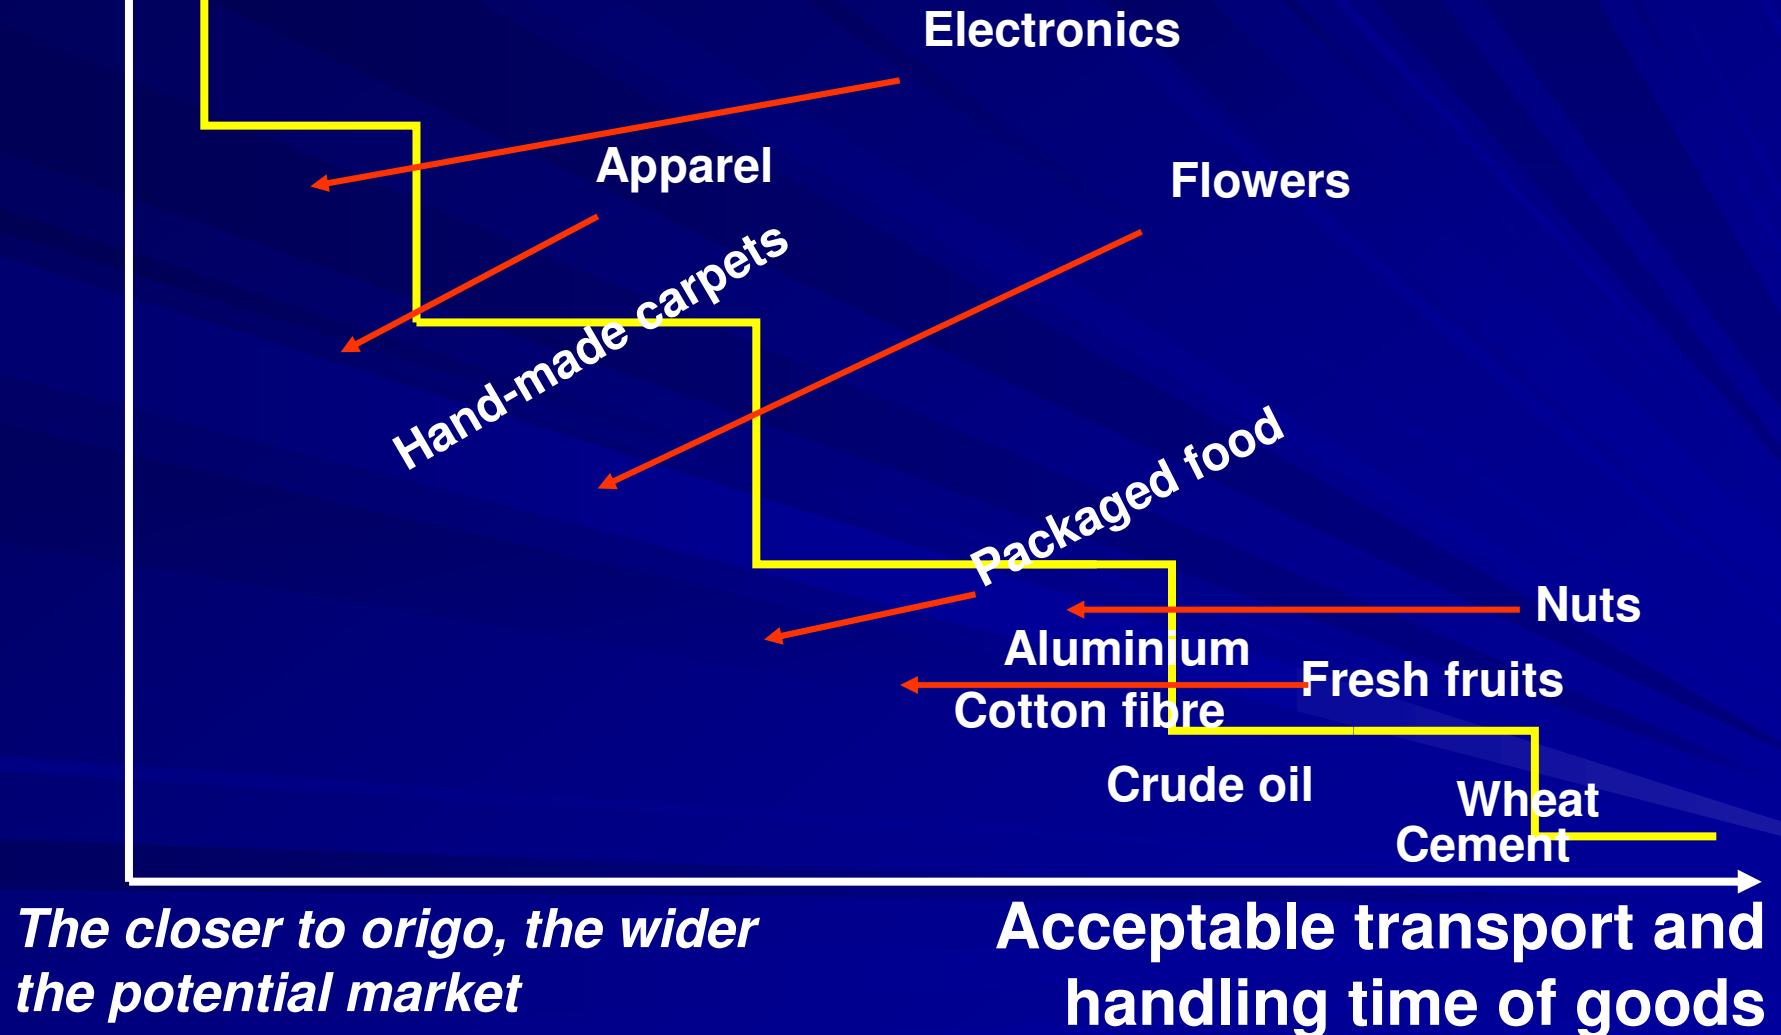 Electronics
Apparel
Flowers
Hand-made carpets
Packaged food
Nuts
Aluminium
Fresh fruits
Cotton fibre
Crude oil
Wheat
Cement
The closer to origo, the wider
the potential market
Acceptable transport and
handling time of goods